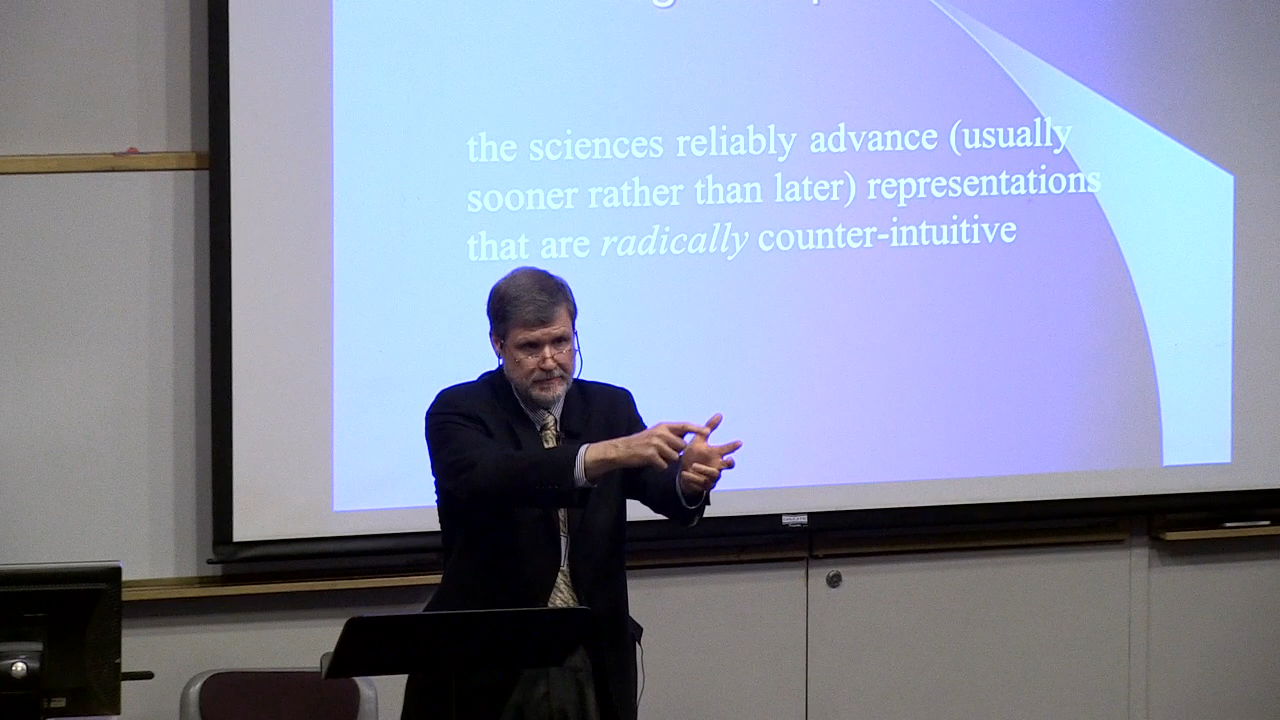 the sciences reliably advance (usually
sooner rather than later) representations
that are radically counter-intuitive